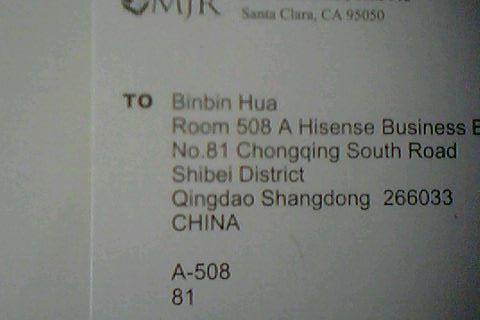 MJR
Santa Clara, CA 95050
TO Binbin Hua
Room 508 A Hisense Business
No.81 Chongqing South Road
Shibei District
Qingdao Shangdong 266033
CHINA
A-508
81